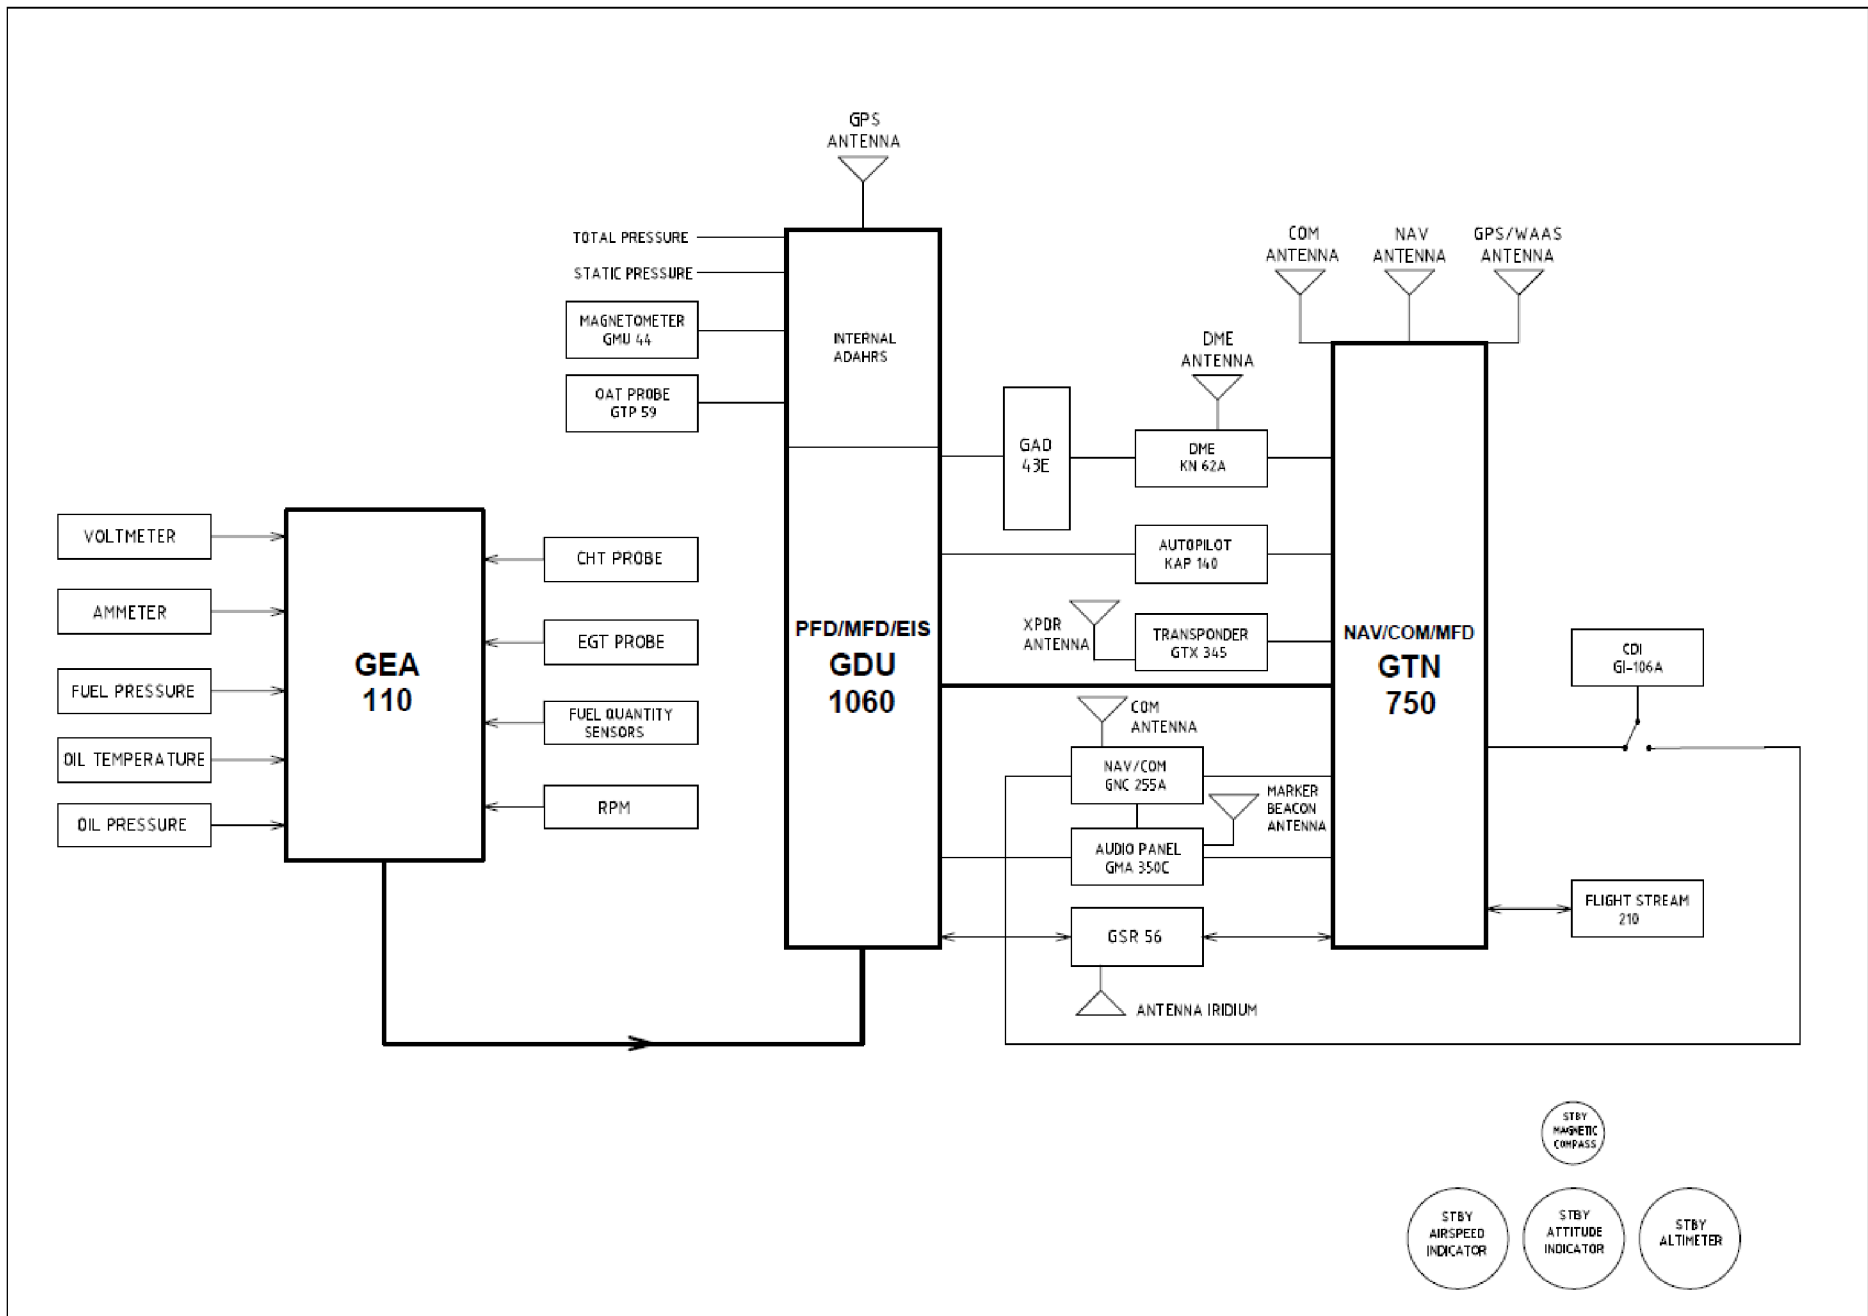 GPS
ANTENNA
TOTAL PRESSURE
STATIC PRESSURE
MAGNETOMETER
GMU 44
OAT PROBE
GTP 59
INTERNAL
ADAHRS
COM
ANTENNA
NAV
ANTENNA
GPS/WAAS
ANTENNA
DME
ANTENNA
GAD
43E
DME
KN 62A
AUTOPILOT
KAP 140
XPDR
ANTENNA
TRANSPONDER
GTX 345
VOLTMETER
AMMETER
FUEL PRESSURE
OIL TEMPERATURE
OIL PRESSURE
GEA
110
CHT PROBE
EGT PROBE
FUEL QUANTITY
SENSORS
RPM
PFD/MFD/EIS
GDU
1060
NAV/COM/MFD
GTN
750
CDI
GI-106A
COM
ANTENNA
NAV/COM
GNC 255A
MARKER
BEACON
ANTENNA
AUDIO PANEL
GMA 350C
GSR 56
ANTENNA IRIDIUM
FLIGHT STREAM
210
STBY
MAGNETIC
COMPASS
STBY
AIRSPEED
INDICATOR
STBY
ATTITUDE
INDICATOR
STBY
ALTIMETER